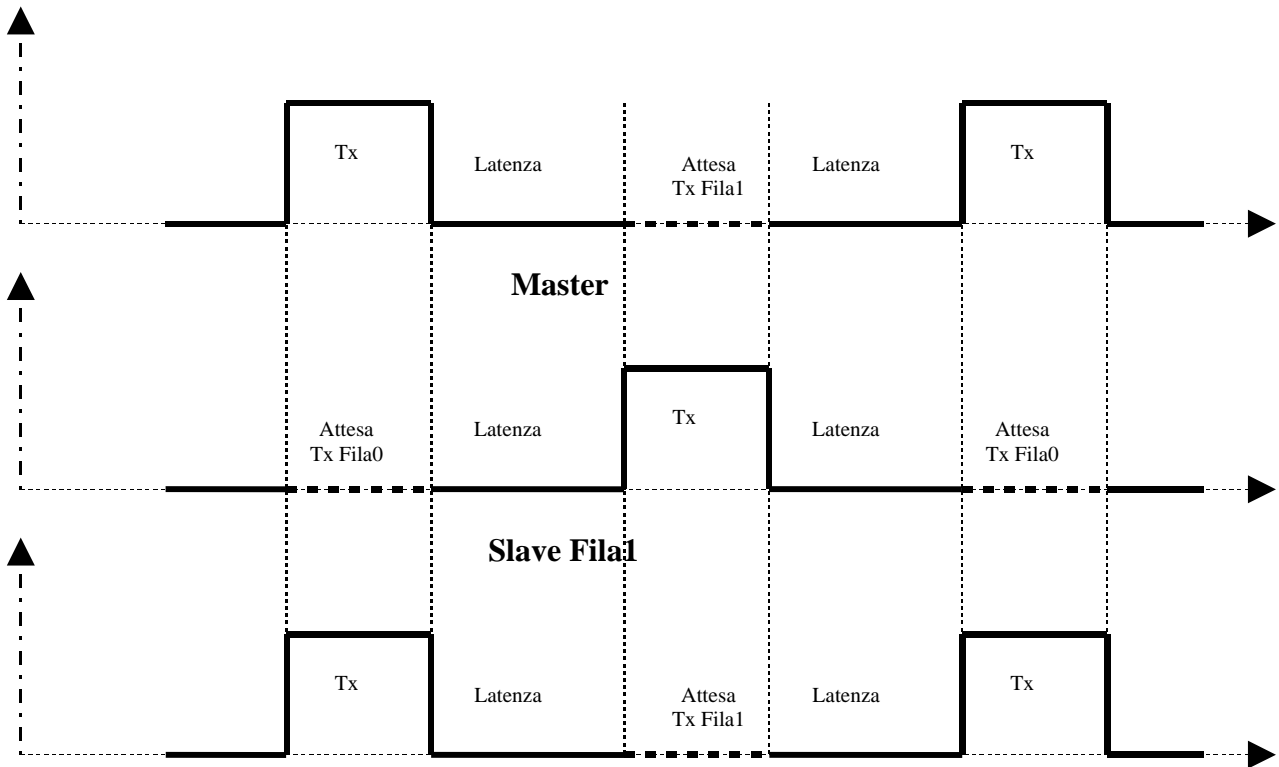 Tx
Latenza
Attesa
Tx Fila1
Latenza
Tx
Master
Attesa
Tx Fila0
Latenza
Tx
Latenza
Attesa
Tx Fila0
Slave Fila1
Tx
Latenza
Attesa
Tx Fila1
Latenza
Tx